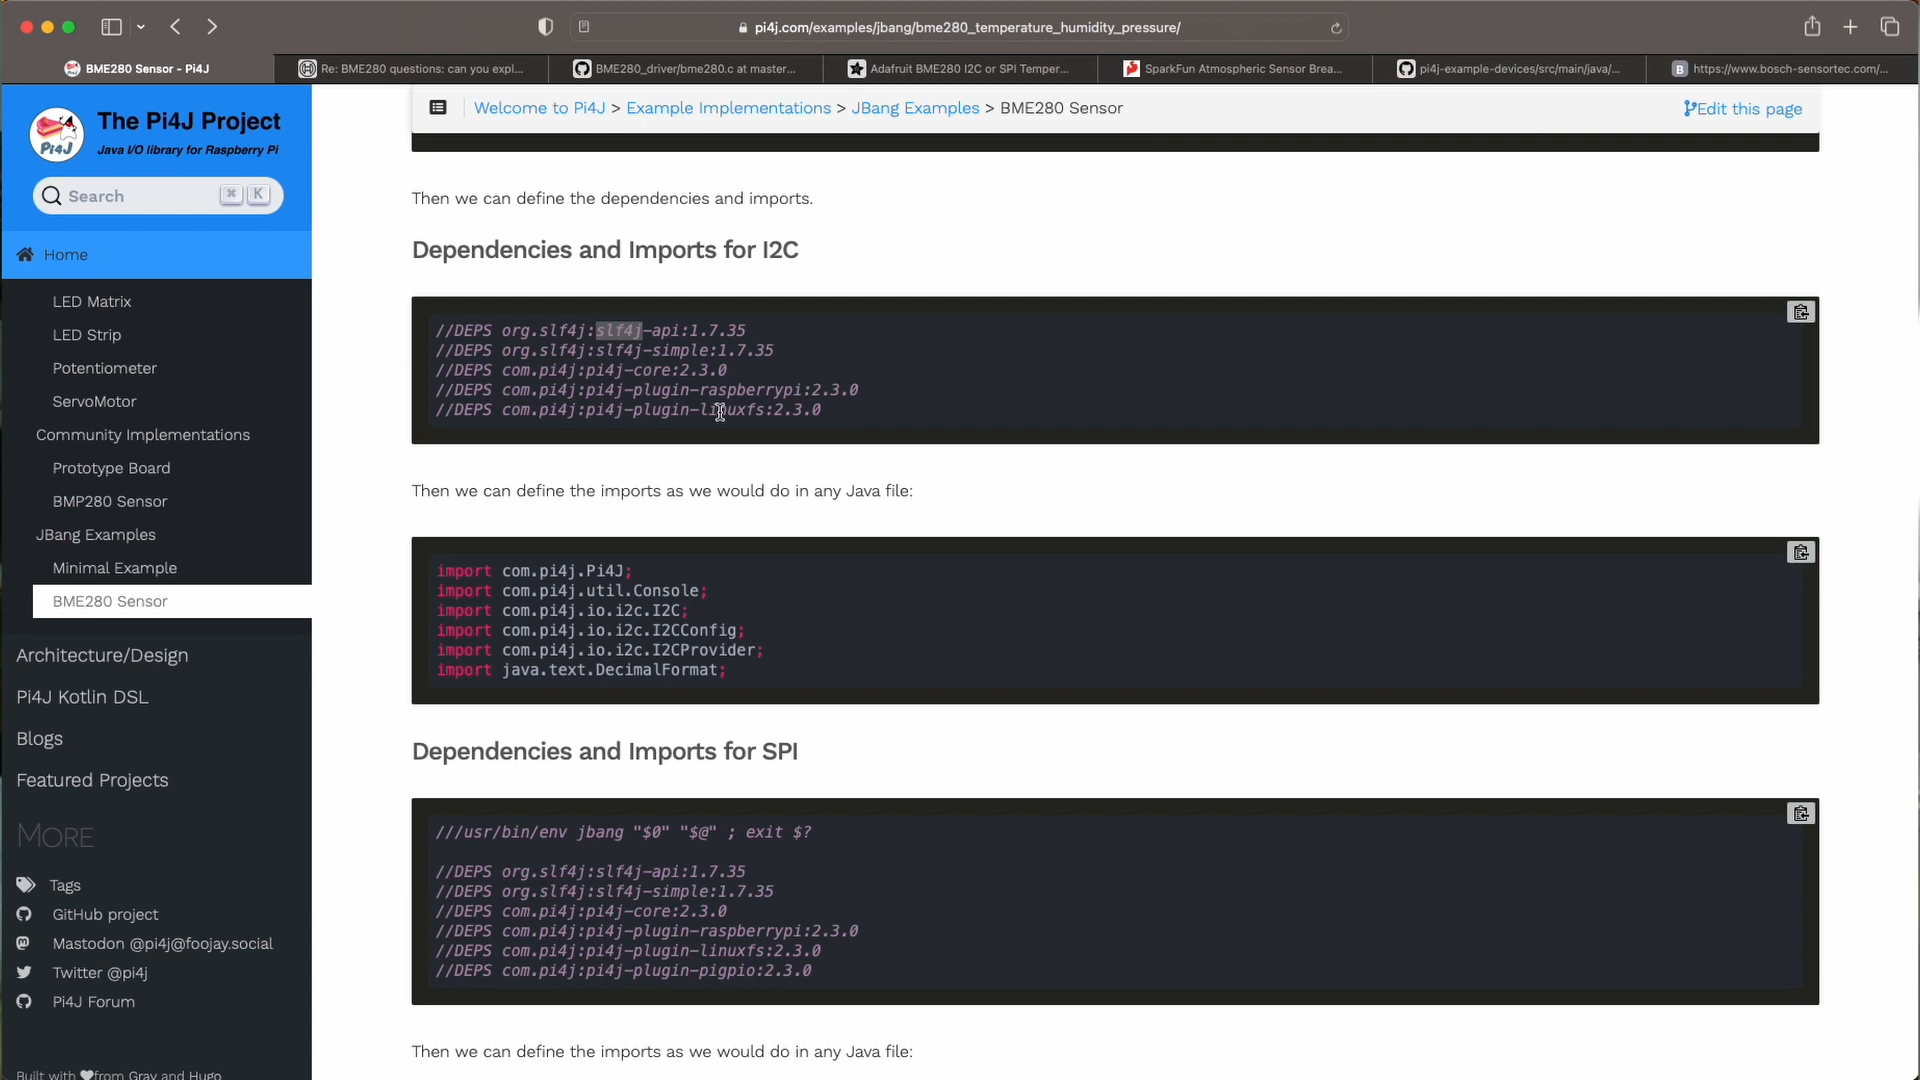 pi4j.com/examples/jbang/bme280_temperature_humidity_pressure/
BME280 Sensor - Pi4J
Re: BME280 questions: can you expl...
BME280_driver/bme280.c at master...
Adafruit BME280 I2C or SPI Temper...
SparkFun Atmospheric Sensor Brea...
pi4j-example-devices/src/main/java/...
B https://www.bosch-sensortec.com/...
Pi4J
The Pi4J Project
Java I/O library for Raspberry Pi
Search ⌘ K
Home
LED Matrix
LED Strip
Potentiometer
ServoMotor
Community Implementations
Prototype Board
BMP280 Sensor
JBang Examples
Minimal Example
BME280 Sensor
Architecture/Design
Pi4J Kotlin DSL
Blogs
Featured Projects
MORE
Tags
GitHub project
Mastodon @pi4j@foojay.social
Twitter @pi4j
Pi4J Forum
Built with from Grav and Hugo
Welcome to Pi4J > Example Implementations > JBang Examples > BME280 Sensor
Edit this page
Then we can define the dependencies and imports.
Dependencies and Imports for I2C
//DEPS org.slf4j:slf4j-api:1.7.35
//DEPS org.slf4j:slf4j-simple:1.7.35
//DEPS com.pi4j:pi4j-core:2.3.0
//DEPS com.pi4j:pi4j-plugin-raspberrypi:2.3.0
//DEPS com.pi4j:pi4j-plugin-linuxfs:2.3.0
Then we can define the imports as we would do in any Java file:
import com.pi4j.Pi4J;
import com.pi4j.util.Console;
import com.pi4j.io.i2c.I2C;
import com.pi4j.io.i2c.I2CConfig;
import com.pi4j.io.i2c.I2CProvider;
import java.text.DecimalFormat;
Dependencies and Imports for SPI
///usr/bin/env jbang "$0" "$@" ; exit $?
//DEPS org.slf4j:slf4j-api:1.7.35
//DEPS org.slf4j:slf4j-simple:1.7.35
//DEPS com.pi4j:pi4j-core:2.3.0
//DEPS com.pi4j:pi4j-plugin-raspberrypi:2.3.0
//DEPS com.pi4j:pi4j-plugin-linuxfs:2.3.0
//DEPS com.pi4j:pi4j-plugin-pigpio:2.3.0
Then we can define the imports as we would do in any Java file: